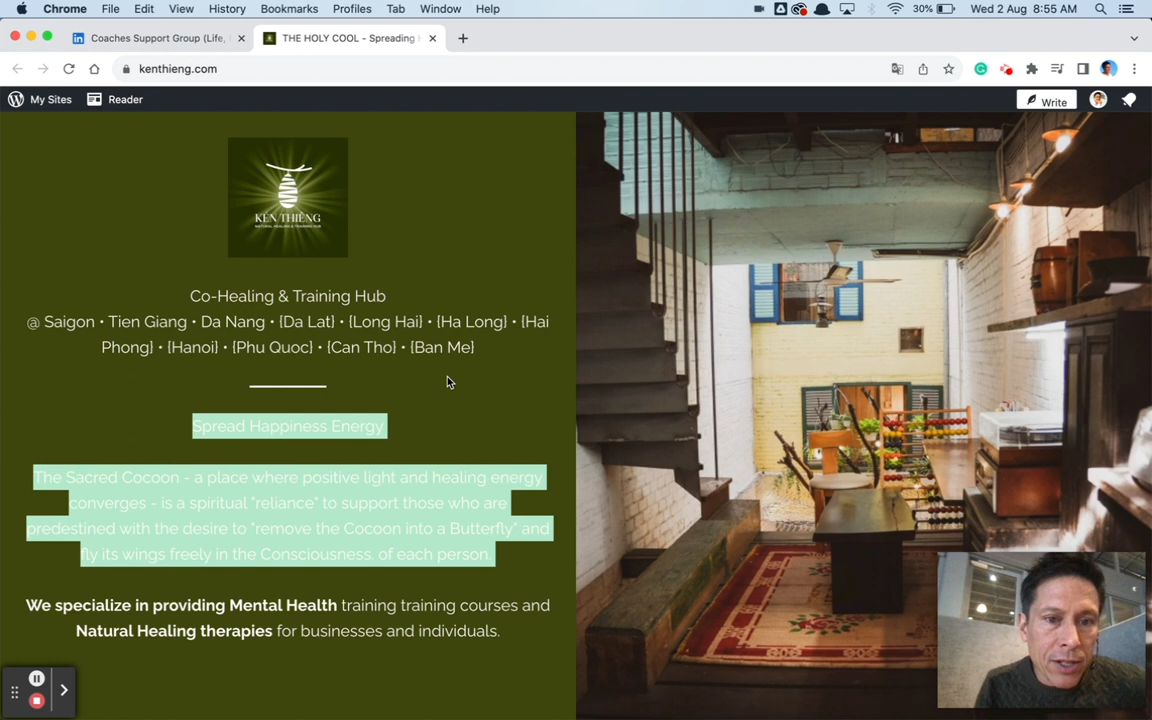 Chrome File Edit View History Bookmarks Profiles Tab Window Help 30% Wed 2 Aug 8:55 AM
Coaches Support Group (Life,
THE HOLY COOL - Spreading
kenthieng.com
My Sites Reader Write
KÉN THIÊNG
NATURAL HEALING & TRAINING HUB
Co-Healing & Training Hub
@ Saigon • Tien Giang • Da Nang • {Da Lat} • {Long Hai} • {Ha Long} • {Hai
Phong} • {Hanoi} • {Phu Quoc} • {Can Tho} • {Ban Me}
Spread Happiness Energy
The Sacred Cocoon - a place where positive light and healing energy
converges - is a spiritual "reliance" to support those who are
predestined with the desire to "remove the Cocoon into a Butterfly" and
fly its wings freely in the Consciousness. of each person.
We specialize in providing Mental Health training training courses and
Natural Healing therapies for businesses and individuals.